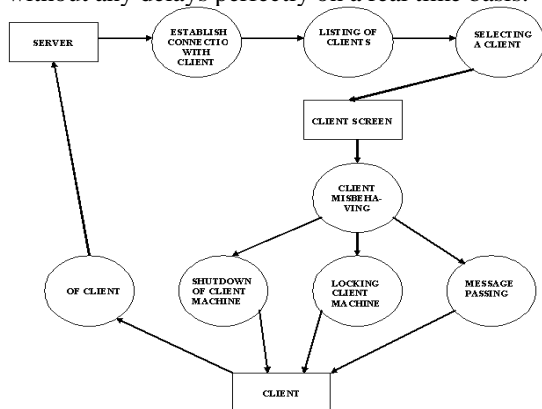 without any delays perfectly on a real time basis.
SERVER
ESTABLISH
CONNECTIO
WITH
CLIENT
LISTING OF
CLIENTS
SELECTING
A CLIENT
CLIENT SCREEN
CLIENT
MISBEHA-
VING
OF CLIENT
SHUTDOWN
OF CLIENT
MACHINE
LOCKING
CLIENT
MACHINE
MESSAGE
PASSING
CLIENT